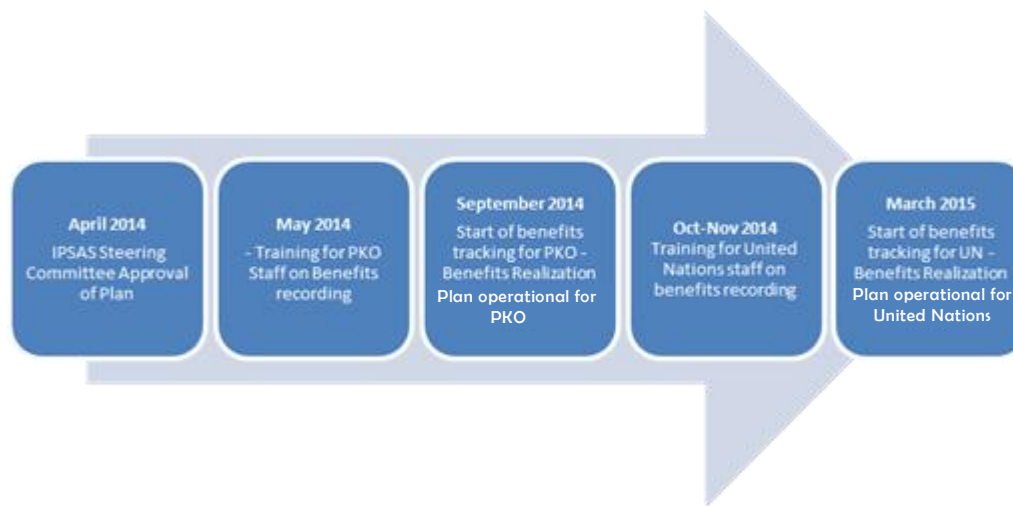 April 2014
IPSAS Steering
Committee Approval
of Plan
May 2014
- Training for PKO
Staff on Benefits
recording
September 2014
Start of benefits
tracking for PKO -
Benefits Realization
Plan operational for
PKO
Oct-Nov 2014
Training for United
Nations staff on
benefits recording
March 2015
Start of benefits
tracking for UN -
Benefits Realization
Plan operational for
United Nations